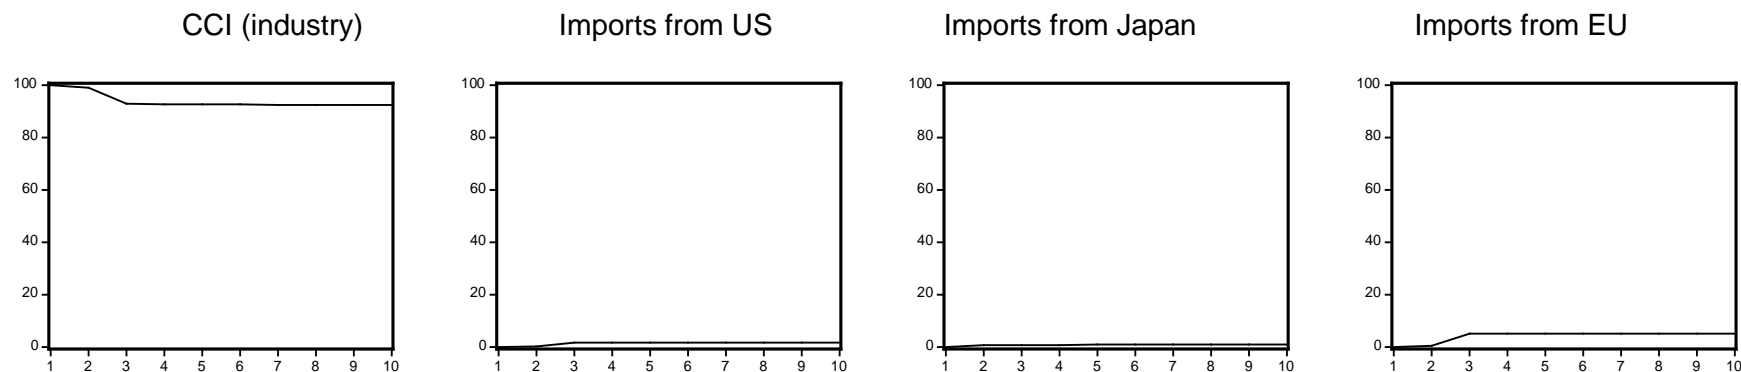 CCI (industry) Imports from US Imports from Japan Imports from EU
100 100 100 100
80 80 80 80
60 60 60 60
40 40 40 40
20 20 20 20
0 0 0 0
1 2 3 4 5 6 7 8 9 10 1 2 3 4 5 6 7 8 9 10 1 2 3 4 5 6 7 8 9 10 1 2 3 4 5 6 7 8 9 10